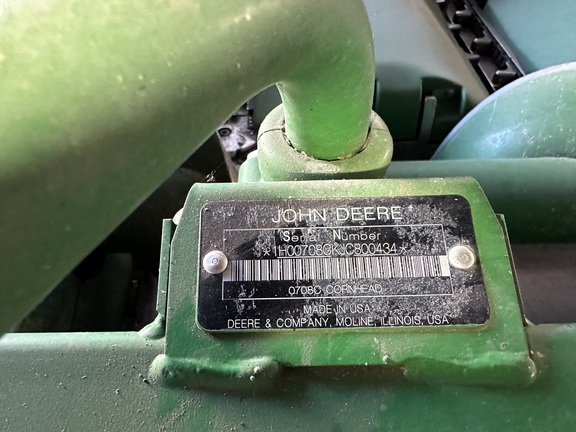 JOHN DEERE
Serial Number
*1H00708CKJC800434*
0708C CORNHEAD
MADE IN USA
DEERE & COMPANY, MOLINE, ILLINOIS, USA